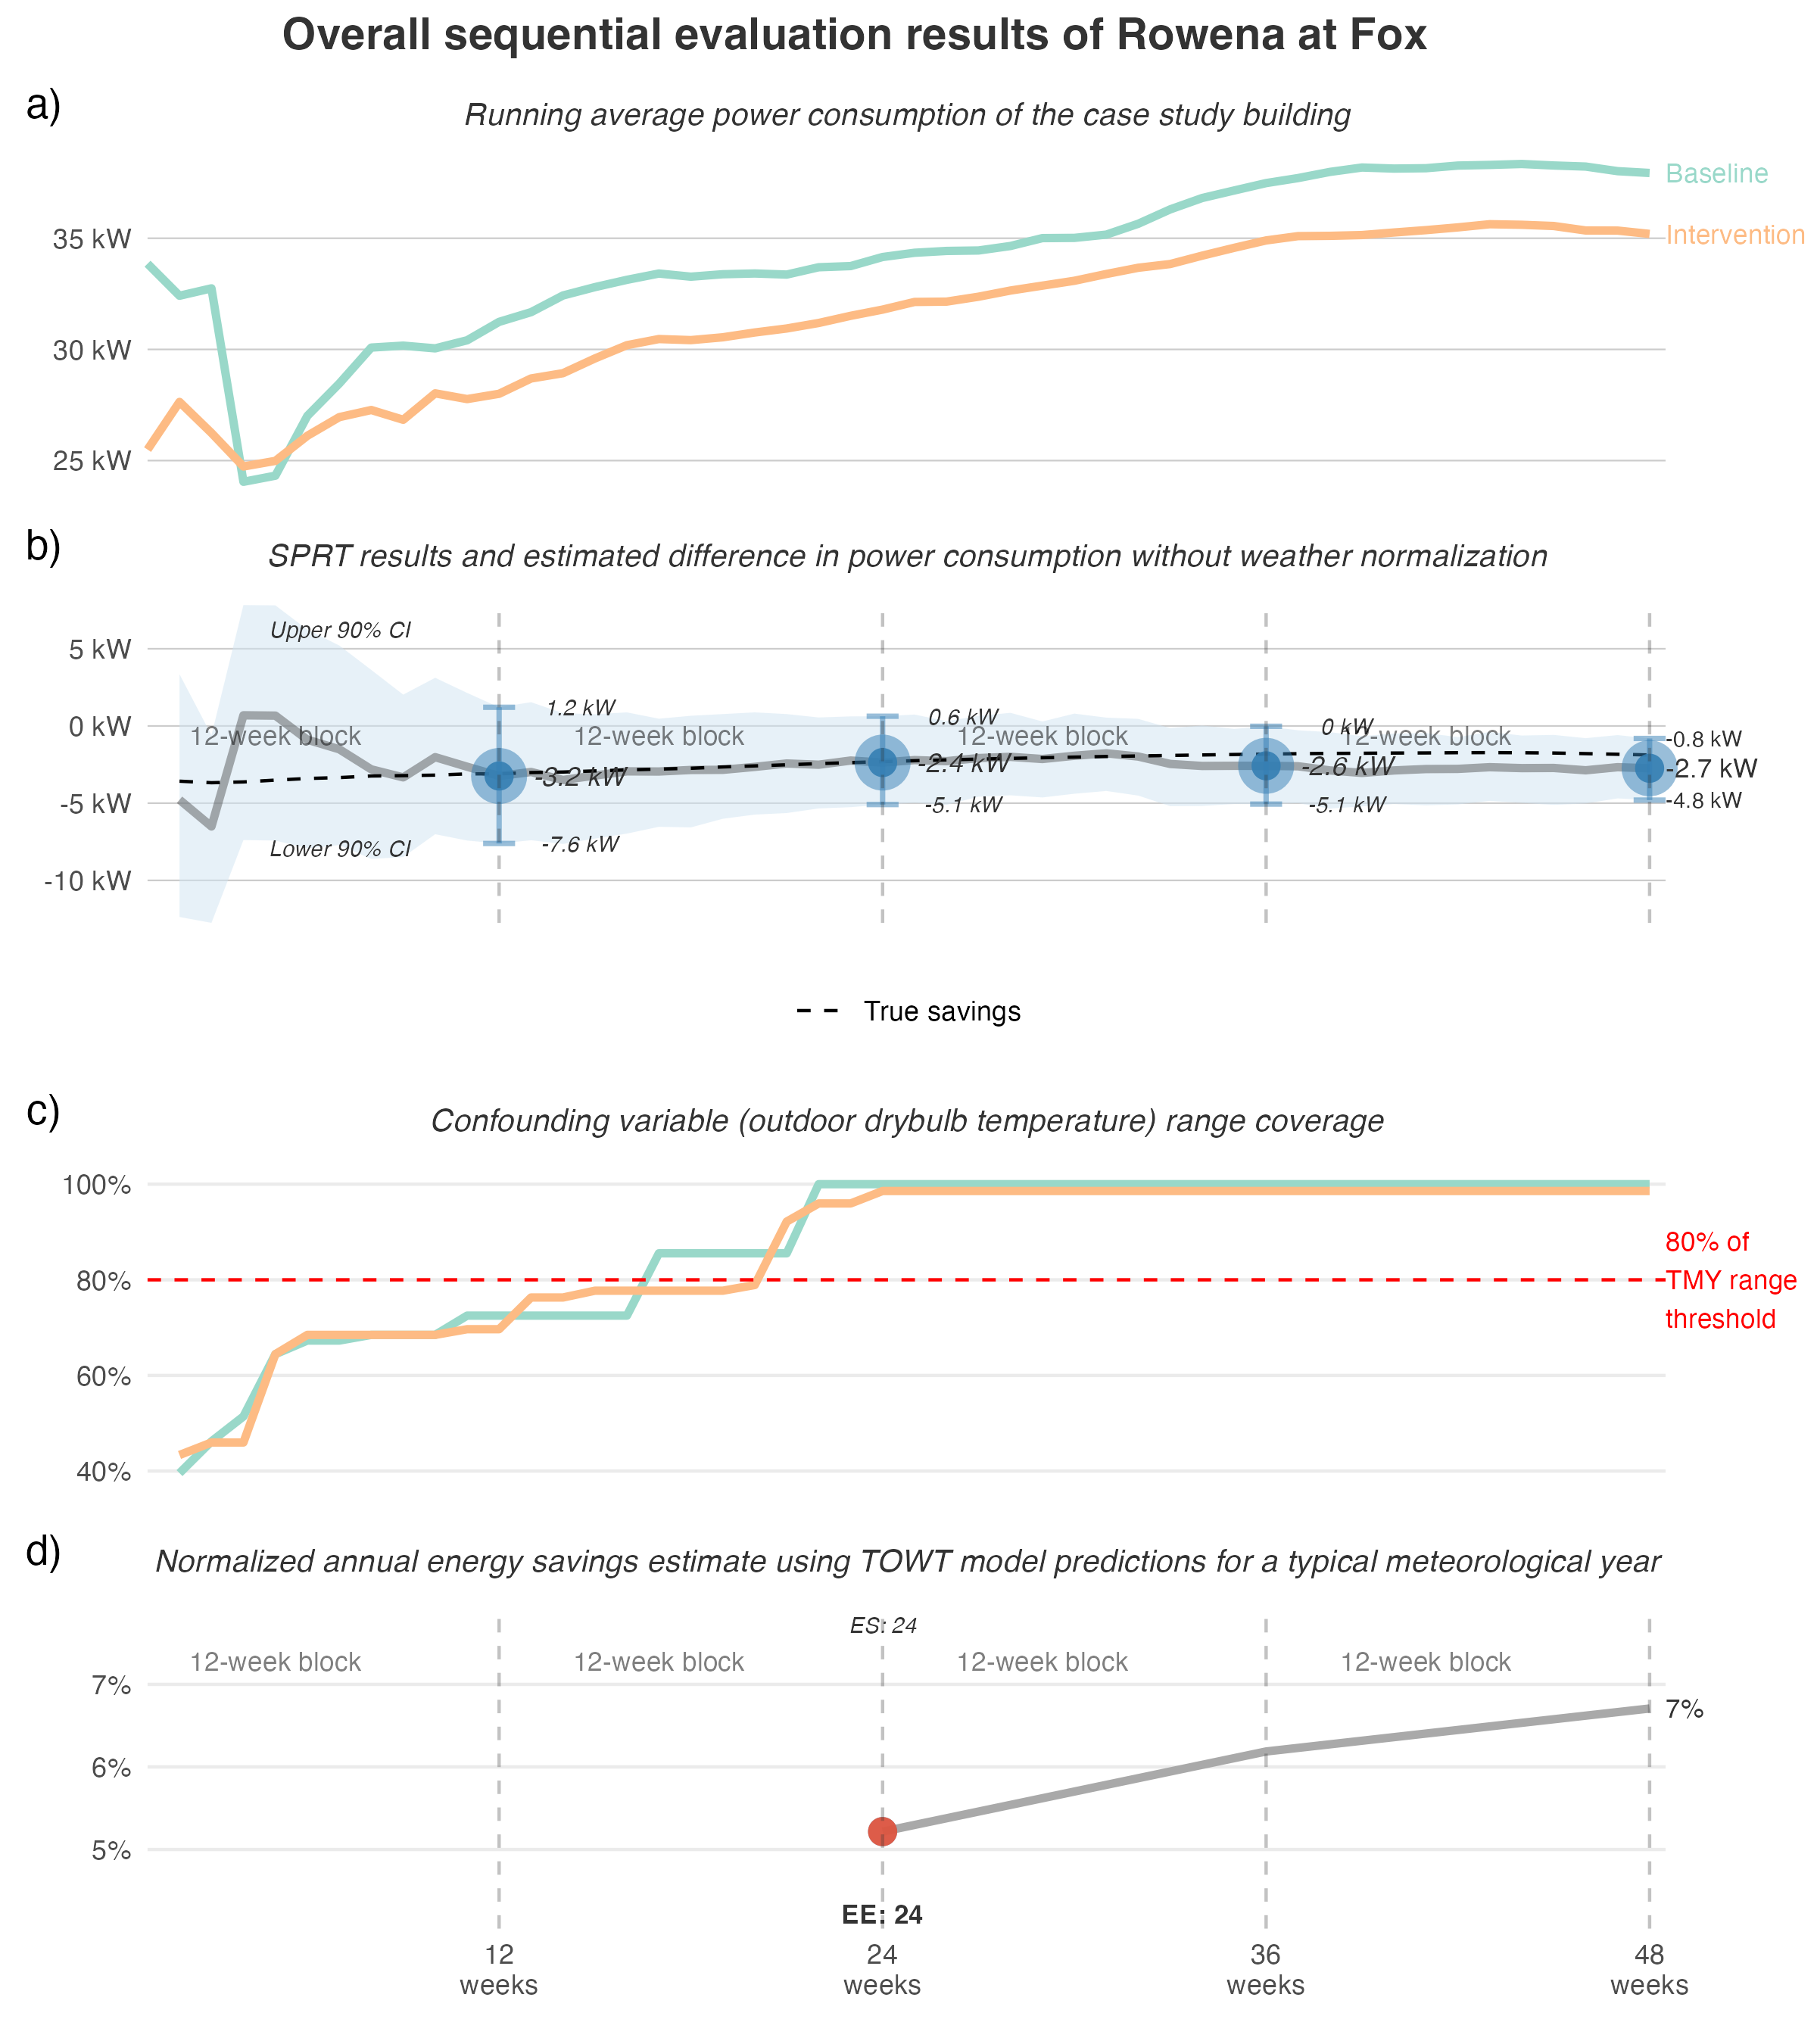 Overall sequential evaluation results of Rowena at Fox
a)
Running average power consumption of the case study building
Baseline
35 kW
Intervention
30 kW
25 kW
b)
SPRT results and estimated difference in power consumption without weather normalization
Upper 90% CI
5 kW
1.2 kW
0.6 kW
0 kW
0 kW
12-week block
12-week block
12-week block
12-week block
-0.8 kW
-3.2 kW
-2.4 kW
-2.6 kW
-2.7 kW
-5 kW
-5.1 kW
-5.1 kW
-4.8 kW
Lower 90% CI
-7.6 kW
-10 kW
True savings
c)
Confounding variable (outdoor drybulb temperature) range coverage
100%
80% of
TMY range
threshold
80%
60%
40%
d)
Normalized annual energy savings estimate using TOWT model predictions for a typical meteorological year
ES: 24
12-week block
12-week block
12-week block
12-week block
7%
7%
6%
5%
EE: 24
12
weeks
24
weeks
36
weeks
48
weeks